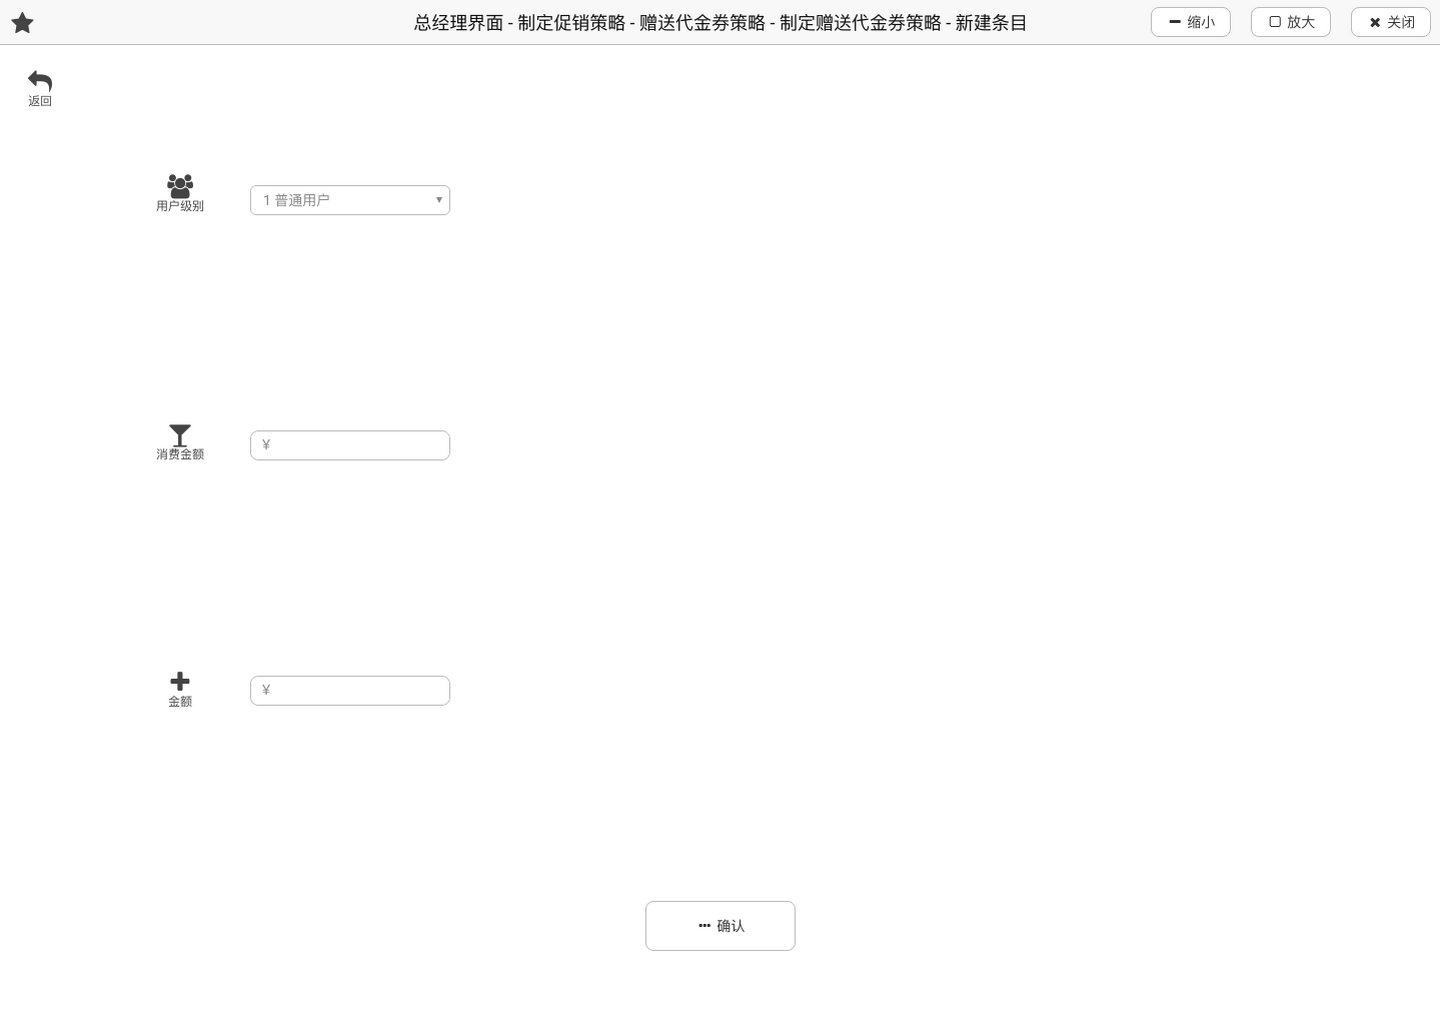 总经理界面 - 制定促销策略 - 赠送代金券策略 - 制定赠送代金券策略 - 新建条目
缩小
放大
关闭
返回
用户级别
1 普通用户
消费金额
¥
金额
¥
确认